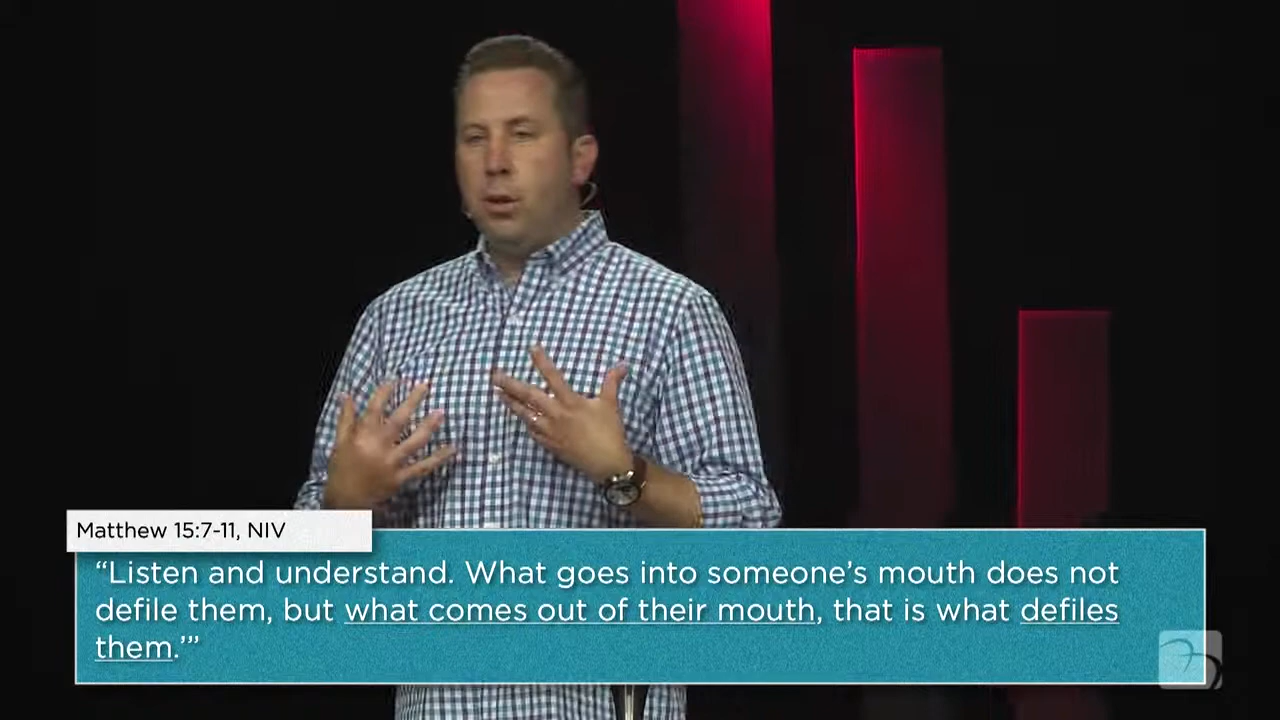 Matthew 15:7-11, NIV
“Listen and understand. What goes into someone’s mouth does not
defile them, but what comes out of their mouth, that is what defiles
them.’”